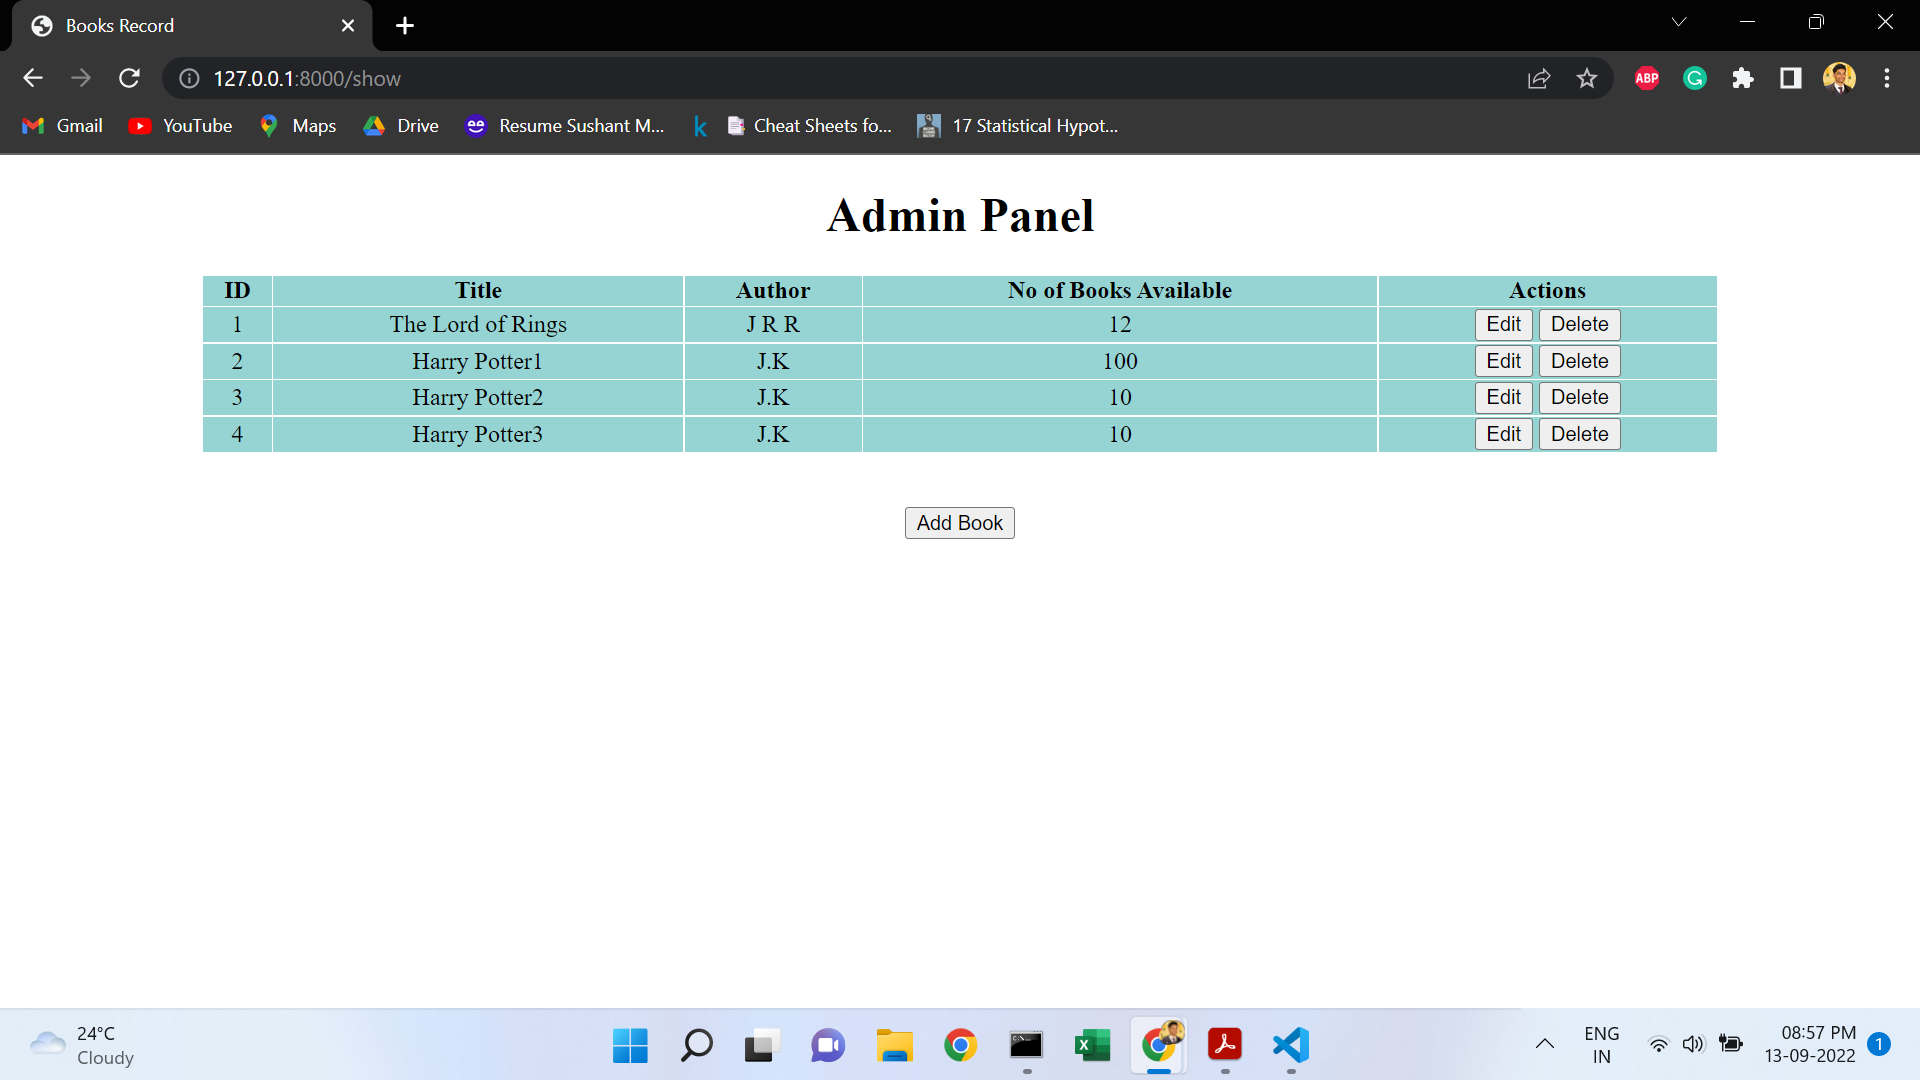 Books Record
127.0.0.1:8000/show
ABP
Gmail YouTube Maps Drive Resume Sushant M... k Cheat Sheets fo... 17 Statistical Hypot...
Admin Panel
ID Title Author No of Books Available Actions
1 The Lord of Rings J R R 12 Edit Delete
2 Harry Potter1 J.K 100 Edit Delete
3 Harry Potter2 J.K 10 Edit Delete
4 Harry Potter3 J.K 10 Edit Delete
Add Book
24°C
Cloudy
ENG
IN
08:57 PM
13-09-2022
1